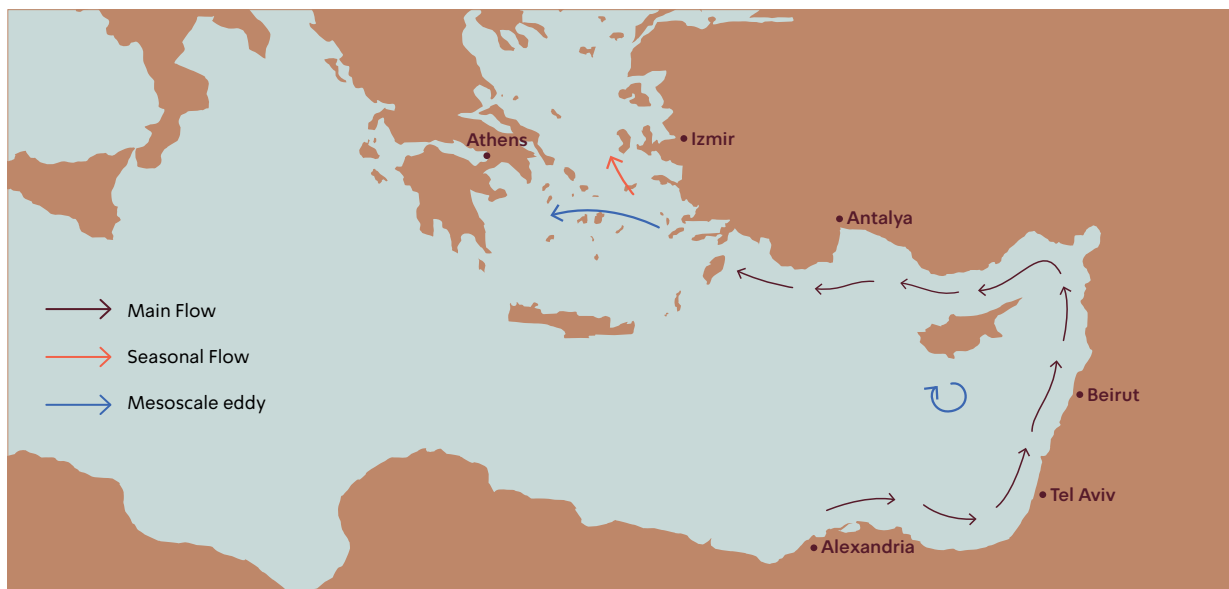 Athens
Izmir
Antalya
Main Flow
Seasonal Flow
Mesoscale eddy
Beirut
Tel Aviv
Alexandria